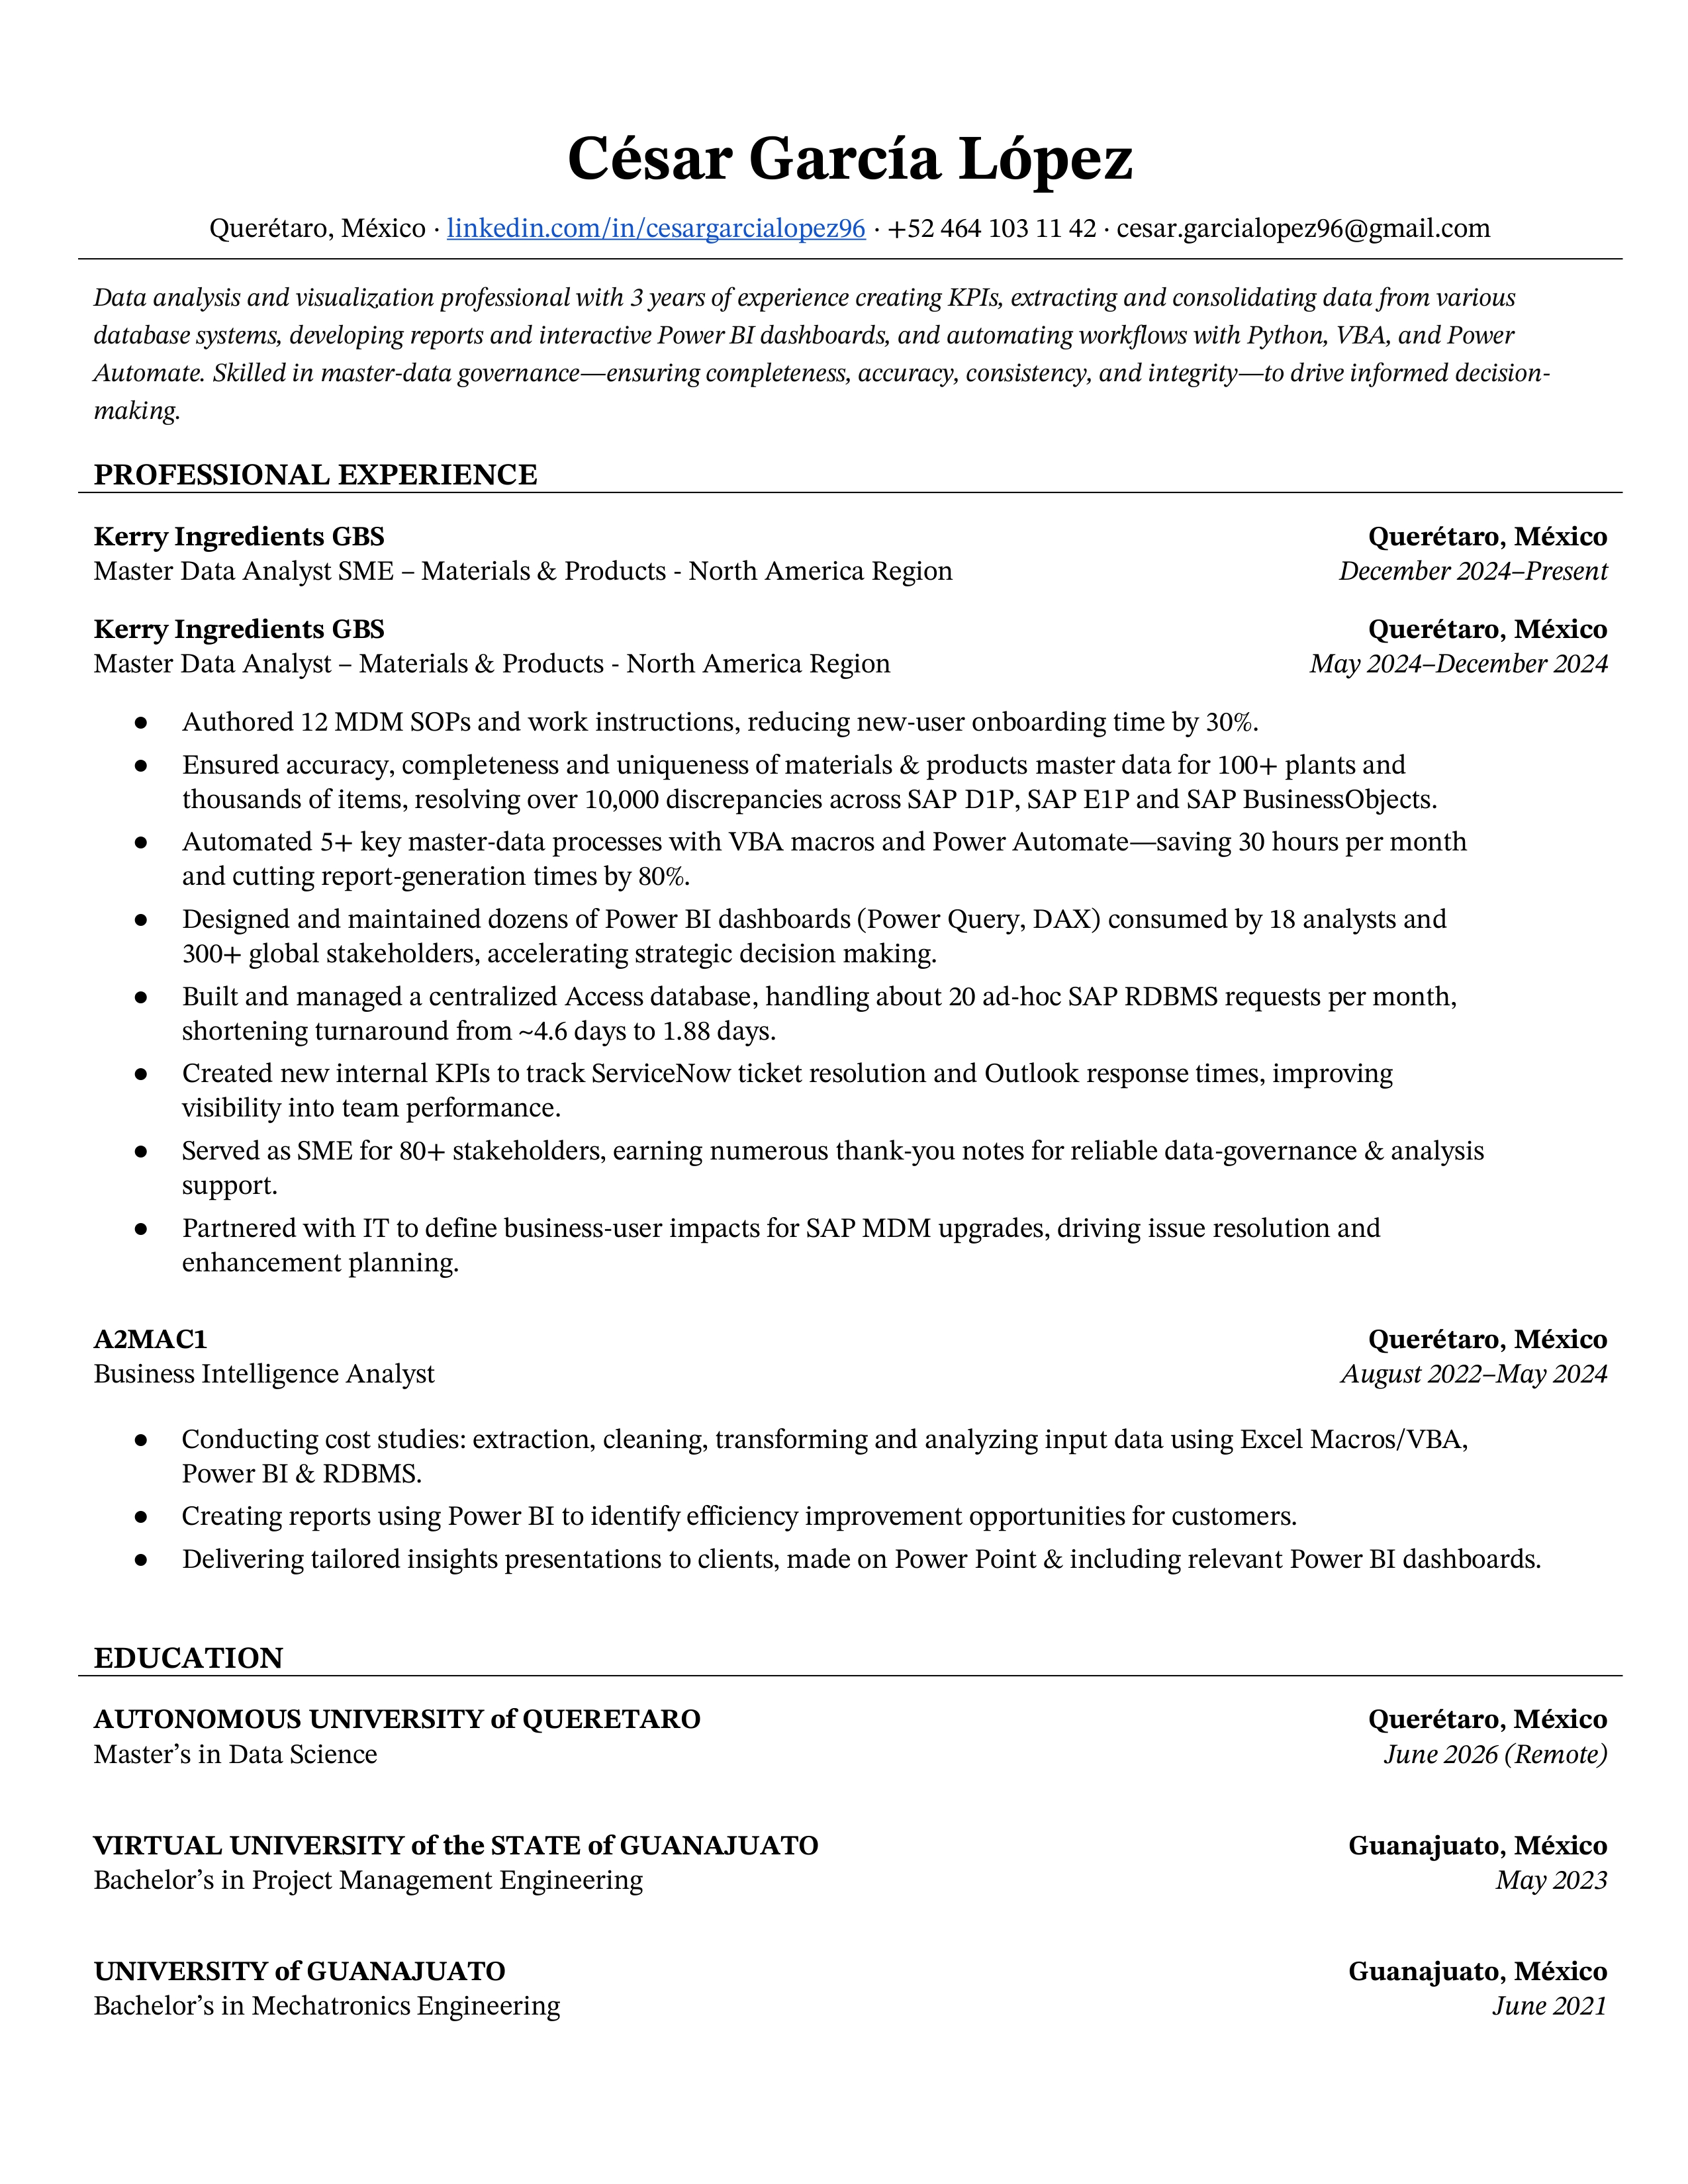 César García López
Querétaro, México · linkedin.com/in/cesargarcialopez96 · +52 464 103 11 42 · cesar.garcialopez96@gmail.com
Data analysis and visualization professional with 3 years of experience creating KPIs, extracting and consolidating data from various
database systems, developing reports and interactive Power BI dashboards, and automating workflows with Python, VBA, and Power
Automate. Skilled in master-data governance—ensuring completeness, accuracy, consistency, and integrity—to drive informed decision-
making.
PROFESSIONAL EXPERIENCE
Kerry Ingredients GBS Querétaro, México
Master Data Analyst SME – Materials & Products - North America Region December 2024–Present
Kerry Ingredients GBS Querétaro, México
Master Data Analyst – Materials & Products - North America Region May 2024–December 2024
● Authored 12 MDM SOPs and work instructions, reducing new-user onboarding time by 30%.
● Ensured accuracy, completeness and uniqueness of materials & products master data for 100+ plants and
thousands of items, resolving over 10,000 discrepancies across SAP D1P, SAP E1P and SAP BusinessObjects.
● Automated 5+ key master-data processes with VBA macros and Power Automate—saving 30 hours per month
and cutting report-generation times by 80%.
● Designed and maintained dozens of Power BI dashboards (Power Query, DAX) consumed by 18 analysts and
300+ global stakeholders, accelerating strategic decision making.
● Built and managed a centralized Access database, handling about 20 ad-hoc SAP RDBMS requests per month,
shortening turnaround from ~4.6 days to 1.88 days.
● Created new internal KPIs to track ServiceNow ticket resolution and Outlook response times, improving
visibility into team performance.
● Served as SME for 80+ stakeholders, earning numerous thank-you notes for reliable data-governance & analysis
support.
● Partnered with IT to define business-user impacts for SAP MDM upgrades, driving issue resolution and
enhancement planning.
A2MAC1 Querétaro, México
Business Intelligence Analyst August 2022–May 2024
● Conducting cost studies: extraction, cleaning, transforming and analyzing input data using Excel Macros/VBA,
Power BI & RDBMS.
● Creating reports using Power BI to identify efficiency improvement opportunities for customers.
● Delivering tailored insights presentations to clients, made on Power Point & including relevant Power BI dashboards.
EDUCATION
AUTONOMOUS UNIVERSITY of QUERETARO Querétaro, México
Master’s in Data Science June 2026 (Remote)
VIRTUAL UNIVERSITY of the STATE of GUANAJUATO Guanajuato, México
Bachelor’s in Project Management Engineering May 2023
UNIVERSITY of GUANAJUATO Guanajuato, México
Bachelor’s in Mechatronics Engineering June 2021